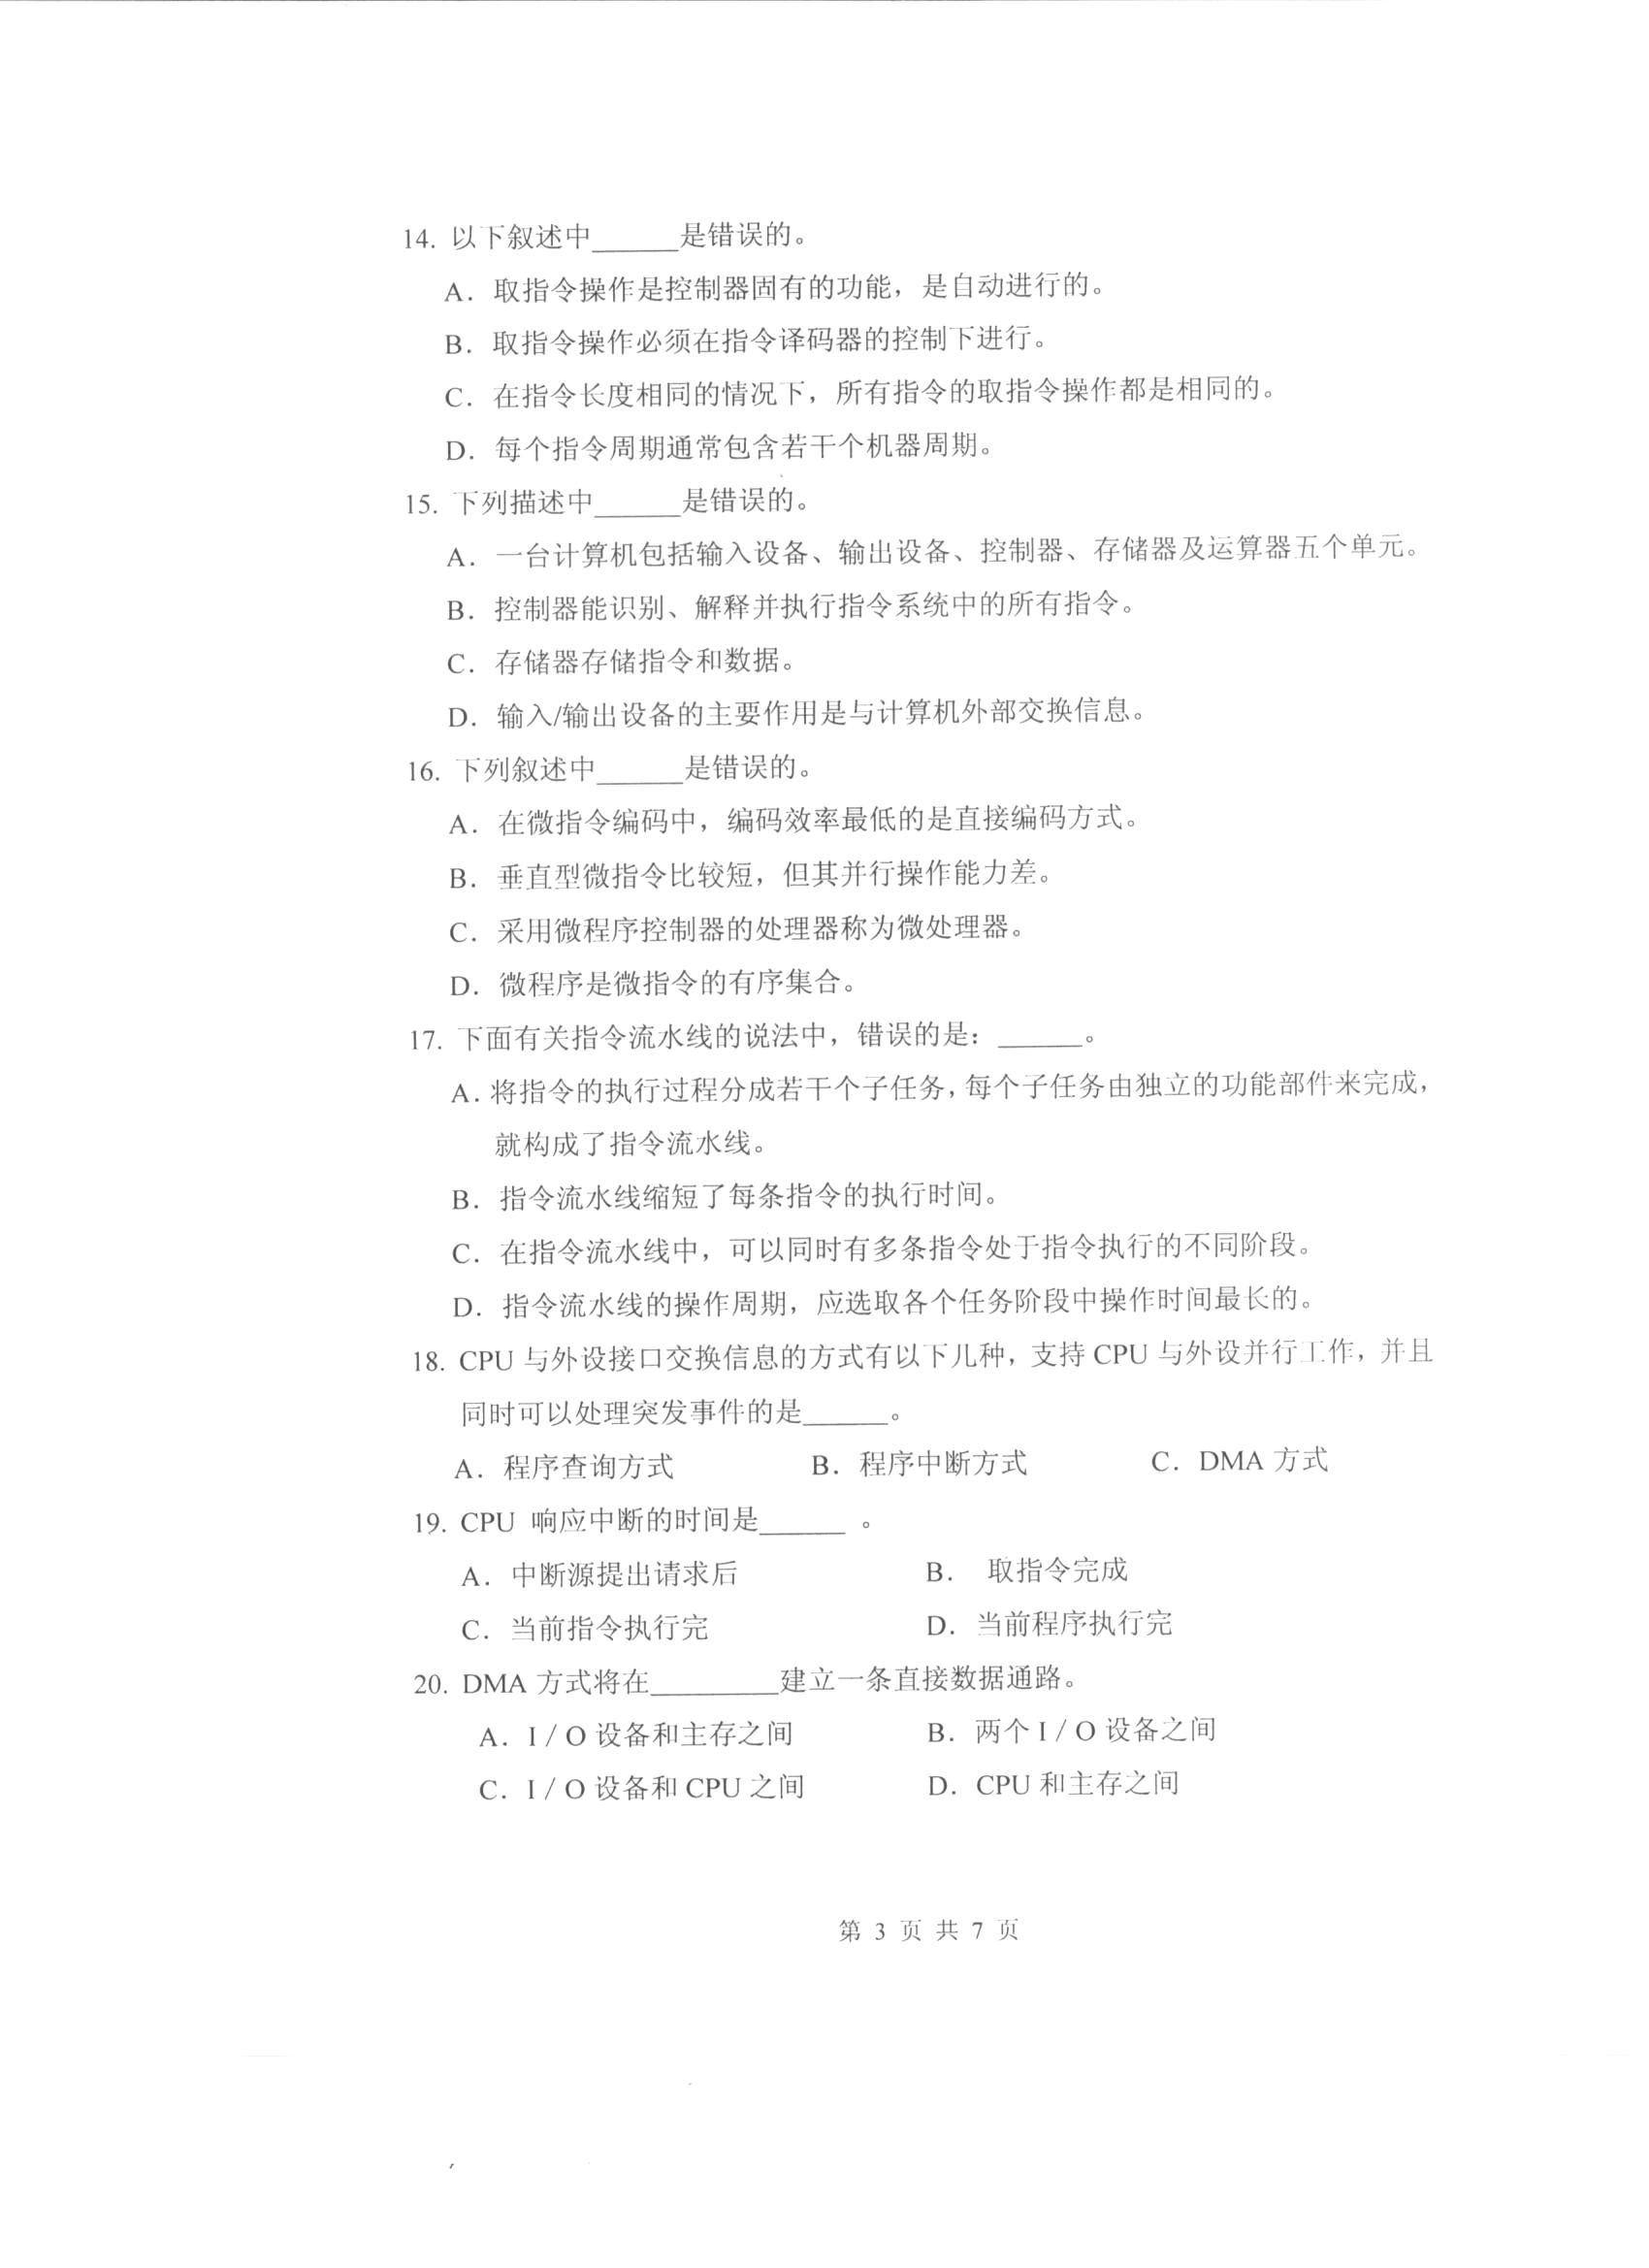 14. 以下叙述中______是错误的。
A. 取指令操作是控制器固有的功能，是自动进行的。
B. 取指令操作必须在指令译码器的控制下进行。
C. 在指令长度相同的情况下，所有指令的取指令操作都是相同的。
D. 每个指令周期通常包含若干个机器周期。
15. 下列描述中______是错误的。
A. 一台计算机包括输入设备、输出设备、控制器、存储器及运算器五个单元。
B. 控制器能识别、解释并执行指令系统中的所有指令。
C. 存储器存储指令和数据。
D. 输入/输出设备的主要作用是与计算机外部交换信息。
16. 下列叙述中______是错误的。
A. 在微指令编码中，编码效率最低的是直接编码方式。
B. 垂直型微指令比较短，但其并行操作能力差。
C. 采用微程序控制器的处理器称为微处理器。
D. 微程序是微指令的有序集合。
17. 下面有关指令流水线的说法中，错误的是：______。
A. 将指令的执行过程分成若干个子任务，每个子任务由独立的功能部件来完成，
就构成了指令流水线。
B. 指令流水线缩短了每条指令的执行时间。
C. 在指令流水线中，可以同时有多条指令处于指令执行的不同阶段。
D. 指令流水线的操作周期，应选取各个任务阶段中操作时间最长的。
18. CPU 与外设接口交换信息的方式有以下几种，支持 CPU 与外设并行工作，并且
同时可以处理突发事件的是______。
A. 程序查询方式 B. 程序中断方式 C. DMA 方式
19. CPU 响应中断的时间是______ 。
A. 中断源提出请求后 B. 取指令完成
C. 当前指令执行完 D. 当前程序执行完
20. DMA 方式将在_________建立一条直接数据通路。
A. I / O 设备和主存之间 B. 两个 I / O 设备之间
C. I / O 设备和 CPU 之间 D. CPU 和主存之间
第 3 页 共 7 页